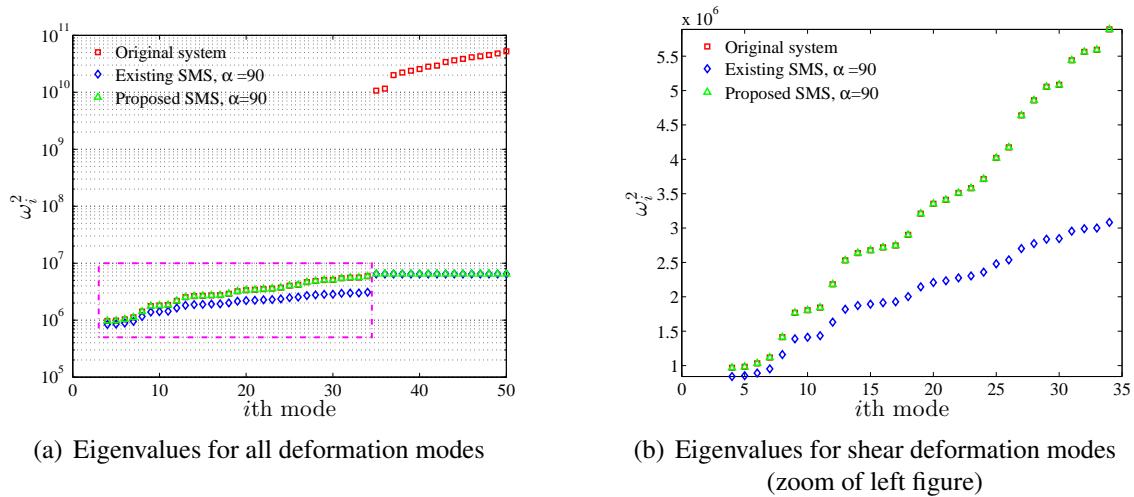 10^11
10^10
10^9
10^8
10^7
10^6
10^5
ω_i^2
Original system
Existing SMS, α =90
Proposed SMS, α=90
0 10 20 30 40 50
ith mode
(a) Eigenvalues for all deformation modes
x 10^6
5.5
5
4.5
4
3.5
3
2.5
2
1.5
1
ω_i^2
Original system
Existing SMS, α =90
Proposed SMS, α=90
0 5 10 15 20 25 30 35
ith mode
(b) Eigenvalues for shear deformation modes
(zoom of left figure)